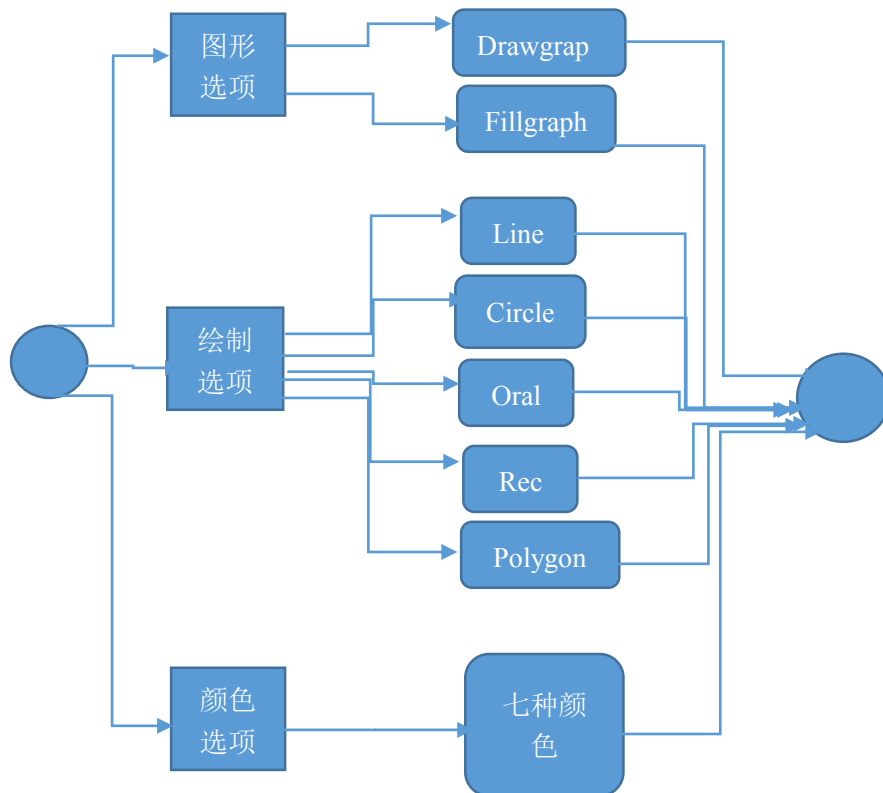 图形
选项
Drawgrap
Fillgraph
Line
绘制
选项
Circle
Oral
Rec
Polygon
颜色
选项
七种颜
色